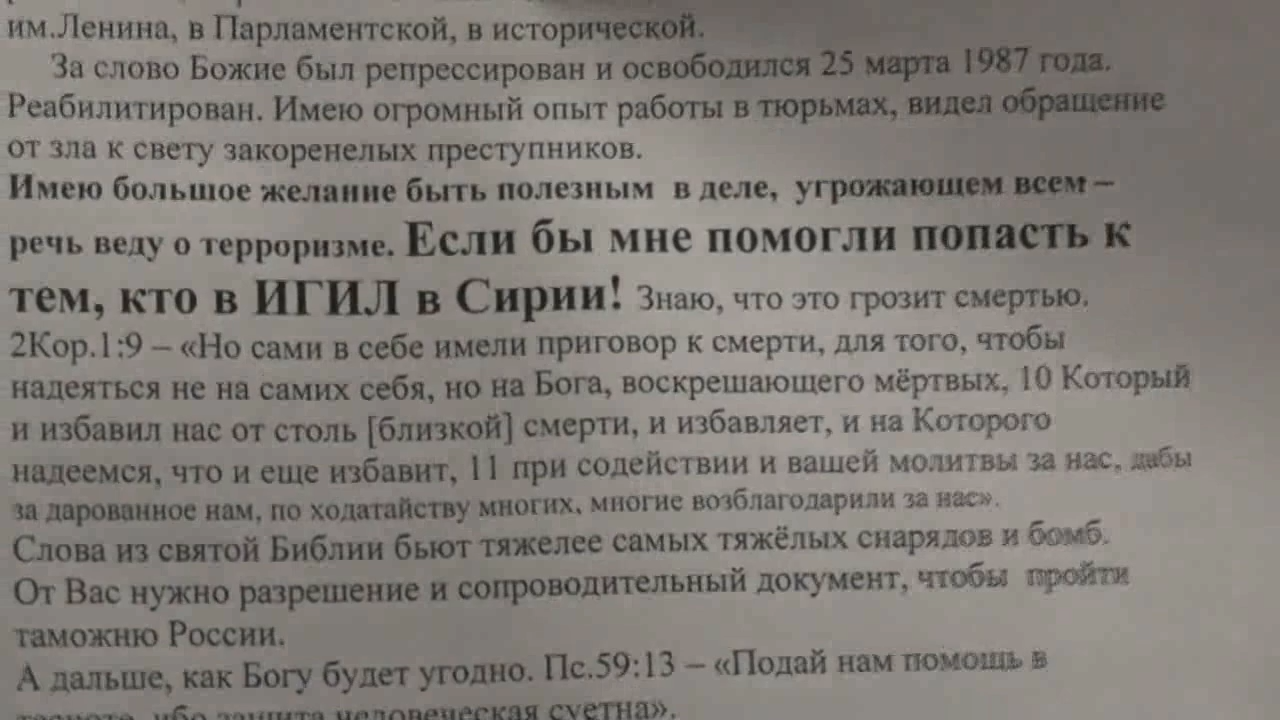 им.Ленина, в Парламентской, в исторической.
За слово Божие был репрессирован и освободился 25 марта 1987 года.
Реабилитирован. Имею огромный опыт работы в тюрьмах, видел обращение
от зла к свету закоренелых преступников.
Имею большое желание быть полезным в деле, угрожающем всем –
речь веду о терроризме. Если бы мне помогли попасть к
тем, кто в ИГИЛ в Сирии! Знаю, что это грозит смертью.
2Кор.1:9 – «Но сами в себе имели приговор к смерти, для того, чтобы
надеяться не на самих себя, но на Бога, воскрешающего мёртвых, 10 Который
и избавил нас от столь [близкой] смерти, и избавляет, и на Которого
надеемся, что и еще избавит, 11 при содействии и вашей молитвы за нас, дабы
за дарованное нам, по ходатайству многих, многие возблагодарили за нас».
Слова из святой Библии бьют тяжелее самых тяжёлых снарядов и бомб.
От Вас нужно разрешение и сопроводительный документ, чтобы пройти
таможню России.
А дальше, как Богу будет угодно. Пс.59:13 – «Подай нам помощь в
тесноте, ибо защита человеческая суетна».